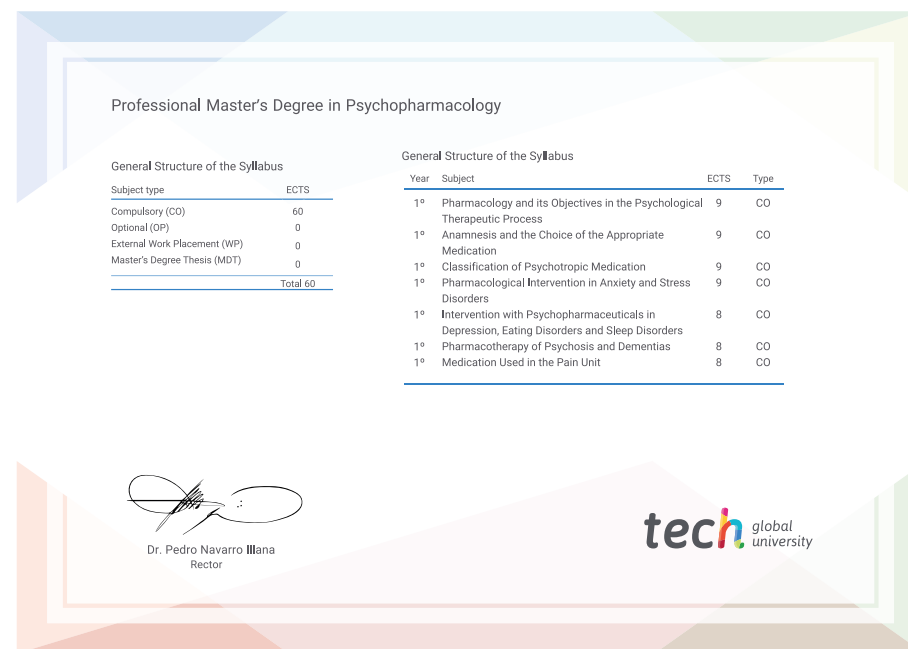 Professional Master's Degree in Psychopharmacology
General Structure of the Syllabus
Subject type ECTS
Compulsory (CO) 60
Optional (OP) 0
External Work Placement (WP) 0
Master's Degree Thesis (MDT) 0
Total 60
General Structure of the Syllabus
Year Subject ECTS Type
1º Pharmacology and its Objectives in the Psychological 9 CO
Therapeutic Process
1º Anamnesis and the Choice of the Appropriate 9 CO
Medication
1º Classification of Psychotropic Medication 9 CO
1º Pharmacological Intervention in Anxiety and Stress 9 CO
Disorders
1º Intervention with Psychopharmaceuticals in 8 CO
Depression, Eating Disorders and Sleep Disorders
1º Pharmacotherapy of Psychosis and Dementias 8 CO
1º Medication Used in the Pain Unit 8 CO
Dr. Pedro Navarro Illana
Rector
tech global
university